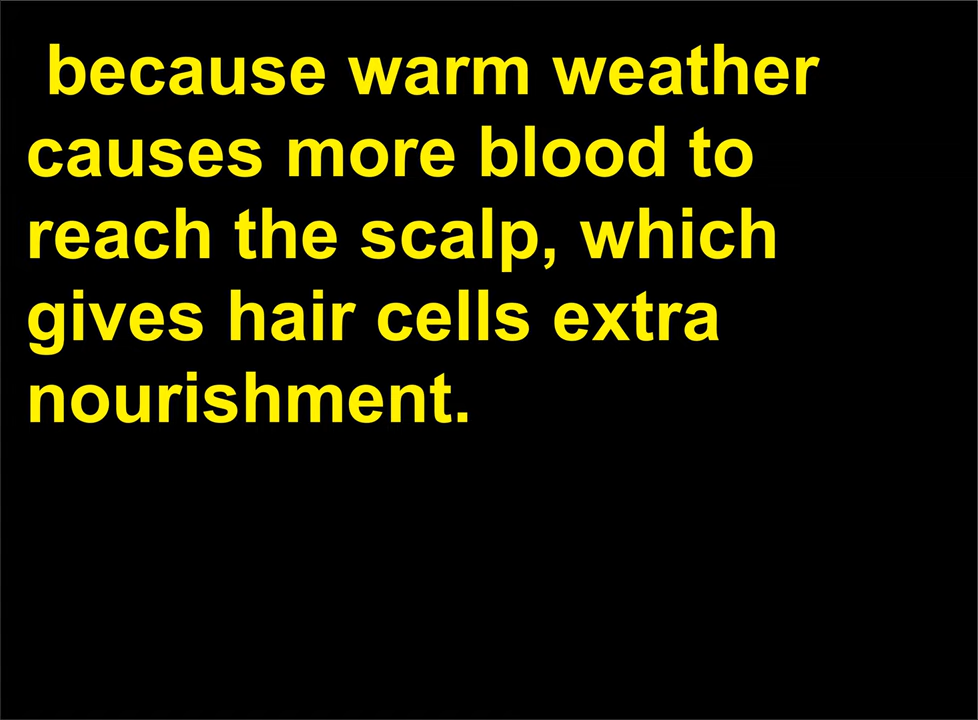 because warm weather
causes more blood to
reach the scalp, which
gives hair cells extra
nourishment.